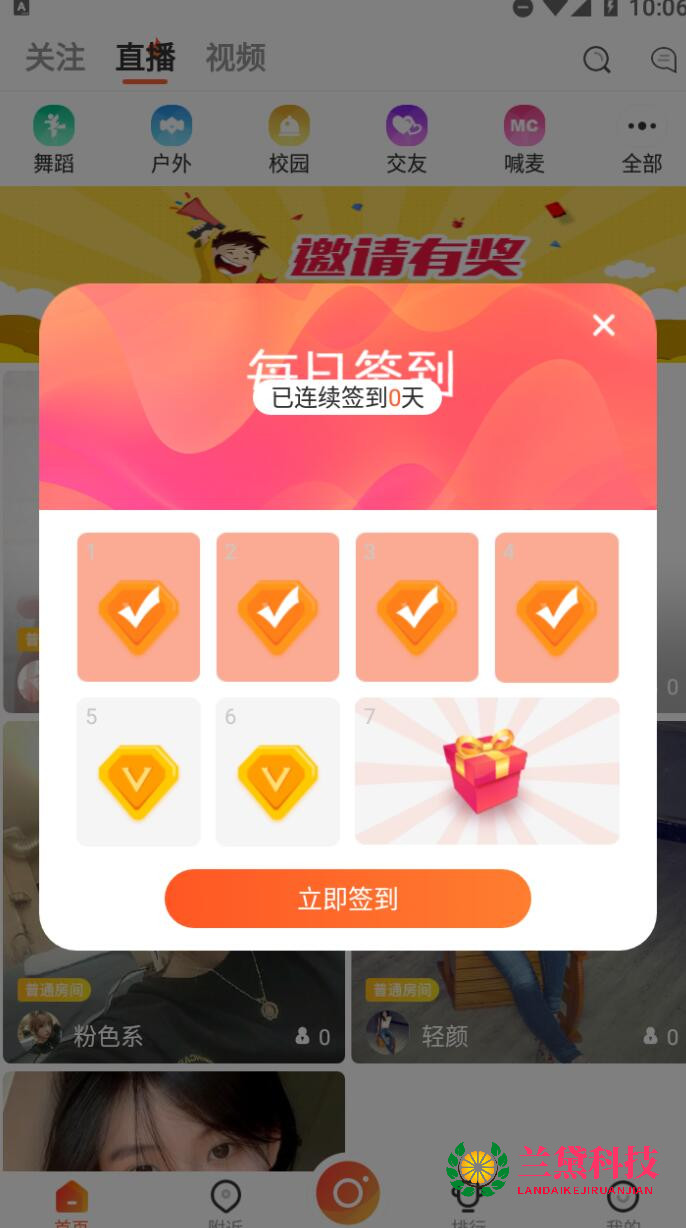 10:06
关注 直播 视频
舞蹈 户外 校园 交友 MC 喊麦 全部
邀请有奖
每日签到
已连续签到0天
1 2 3 4
普
0
5 6 7
立即签到
普通房间 普通房间
粉色系 0 轻颜 0
兰黛科技
LANDAIKEJIRUANJIAN
首页 附近 排行 我的